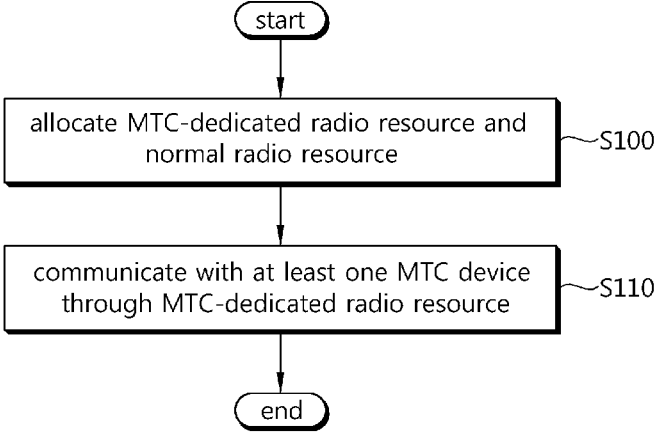 start
allocate MTC-dedicated radio resource and
normal radio resource
S100
communicate with at least one MTC device
through MTC-dedicated radio resource
S110
end